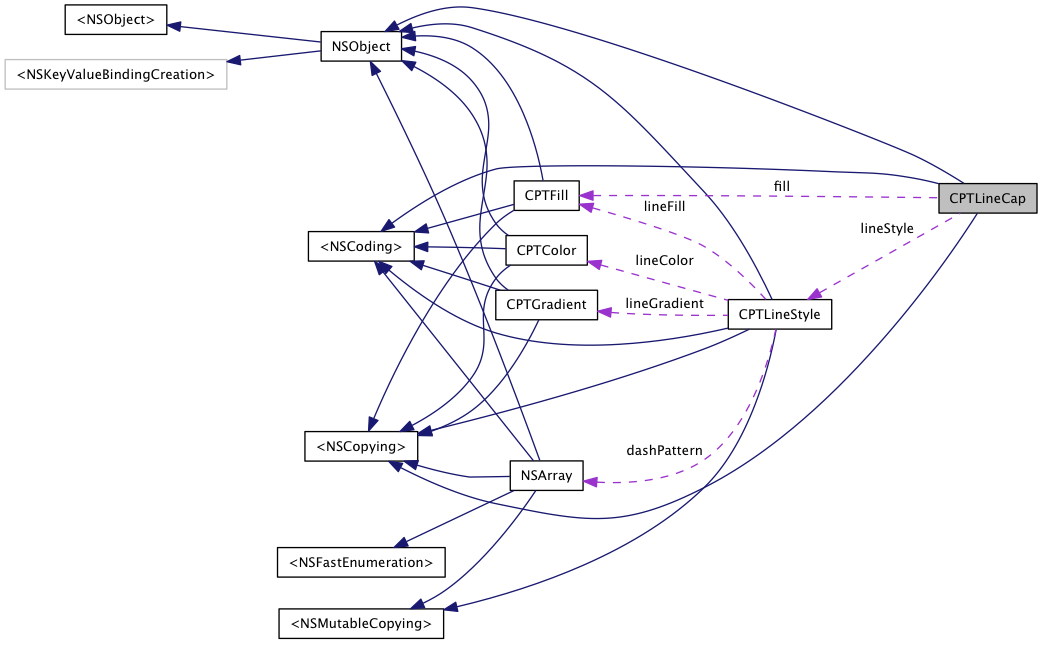 <NSObject>
NSObject
<NSKeyValueBindingCreation>
CPTFill
fill
CPTLineCap
lineFill
lineStyle
<NSCoding>
CPTColor
lineColor
CPTGradient
lineGradient
CPTLineStyle
<NSCopying>
dashPattern
NSArray
<NSFastEnumeration>
<NSMutableCopying>